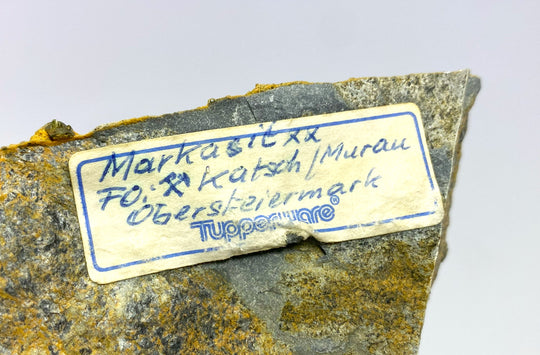 Markasit xx
FO: ⚒ Katsch/Murau
Obersteiermark
Tupperware®